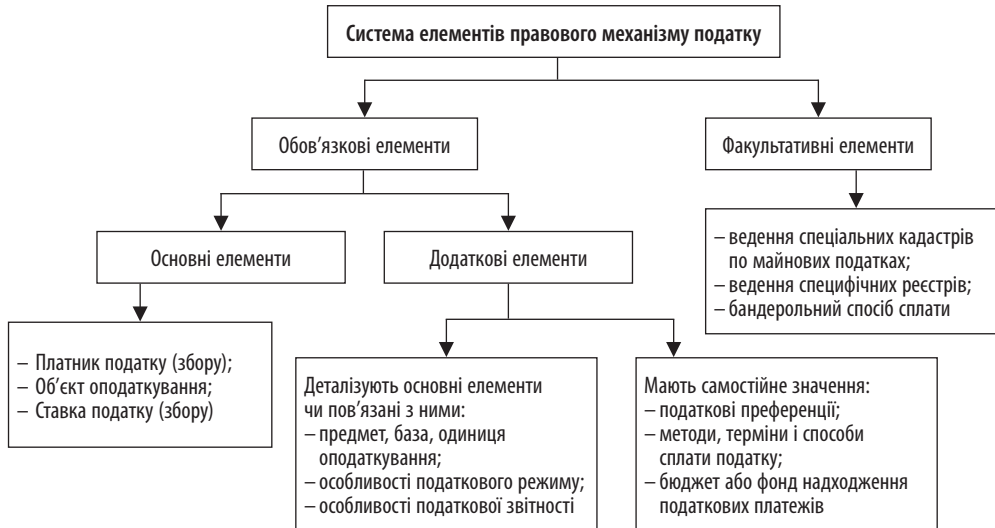 Система елементів правового механізму податку
Обов'язкові елементи
Факультативні елементи
Основні елементи
Додаткові елементи
– ведення спеціальних кадастрів
по майнових податках;
– ведення специфічних реєстрів;
– бандерольний спосіб сплати
– Платник податку (збору);
– Об’єкт оподаткування;
– Ставка податку (збору)
Деталізують основні елементи
чи пов’язані з ними:
– предмет, база, одиниця
оподаткування;
– особливості податкового режиму;
– особливості податкової звітності
Мають самостійне значення:
– податкові преференції;
– методи, терміни і способи
сплати податку;
– бюджет або фонд надходження
податкових платежів